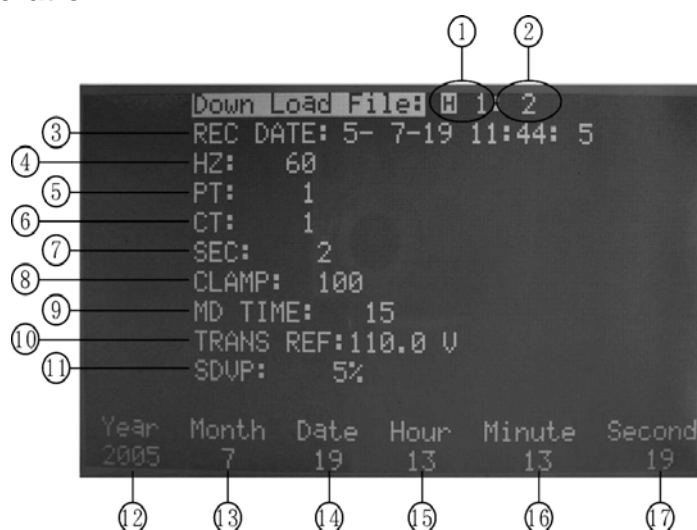 ① ②
Down Load File: H 1: 2
③ REC DATE: 5- 7-19 11:44: 5
④ HZ: 60
⑤ PT: 1
⑥ CT: 1
⑦ SEC: 2
⑧ CLAMP: 100
⑨ MD TIME: 15
⑩ TRANS REF:110.0 V
⑪ SDVP: 5%
Year Month Date Hour Minute Second
2005 7 19 13 13 19
⑫ ⑬ ⑭ ⑮ ⑯ ⑰